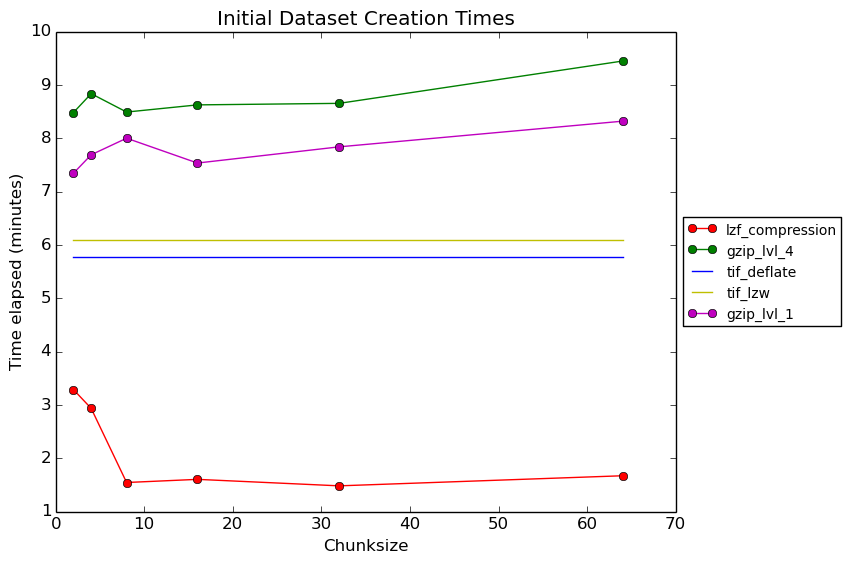 Initial Dataset Creation Times
10
9
8
7
6
5
4
3
2
1
Time elapsed (minutes)
0 10 20 30 40 50 60 70
Chunksize
lzf_compression
gzip_lvl_4
tif_deflate
tif_lzw
gzip_lvl_1